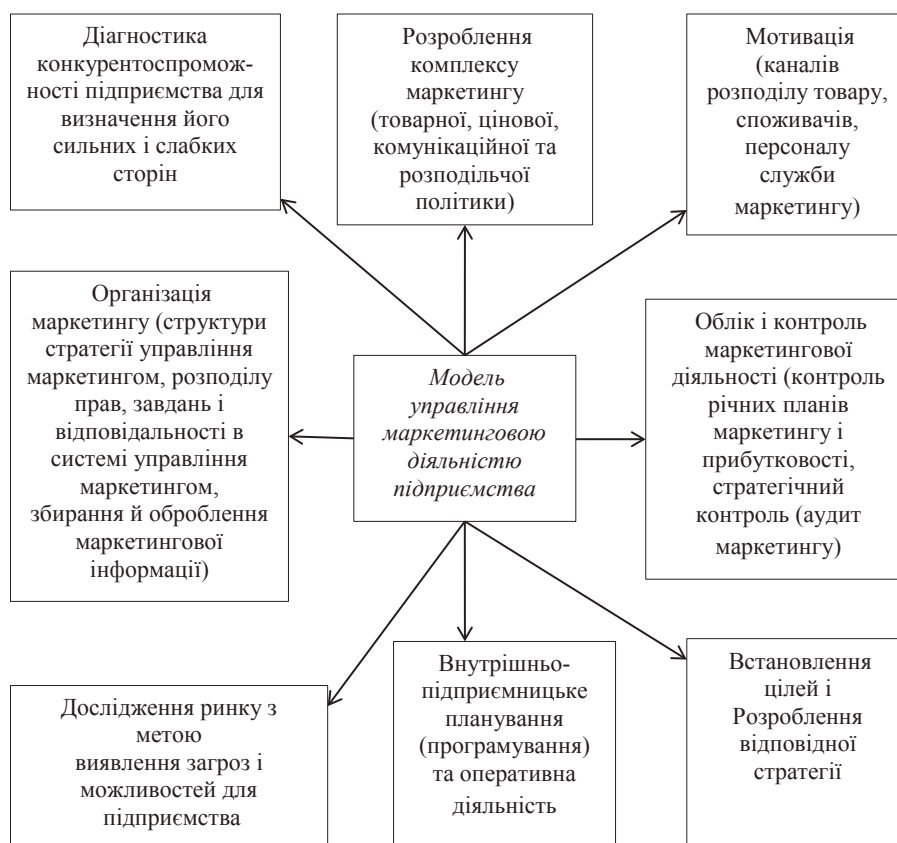 Діагностика
конкурентоспромож-
ності підприємства для
визначення його
сильних і слабких
сторін
Розроблення
комплексу
маркетингу
(товарної, цінової,
комунікаційної та
розподільчої
політики)
Мотивація
(каналів
розподілу товару,
споживачів,
персоналу
служби
маркетингу)
Організація
маркетингу (структури
стратегії управління
маркетингом, розподілу
прав, завдань і
відповідальності в
системі управління
маркетингом,
збирання й оброблення
маркетингової
інформації)
Модель
управління
маркетинговою
діяльністю
підприємства
Облік і контроль
маркетингової
діяльності (контроль
річних планів
маркетингу і
прибутковості,
стратегічний
контроль (аудит
маркетингу)
Дослідження ринку з
метою
виявлення загроз і
можливостей для
підприємства
Внутрішньо-
підприємницьке
планування
(програмування)
та оперативна
діяльність
Встановлення
цілей і
Розроблення
відповідної
стратегії